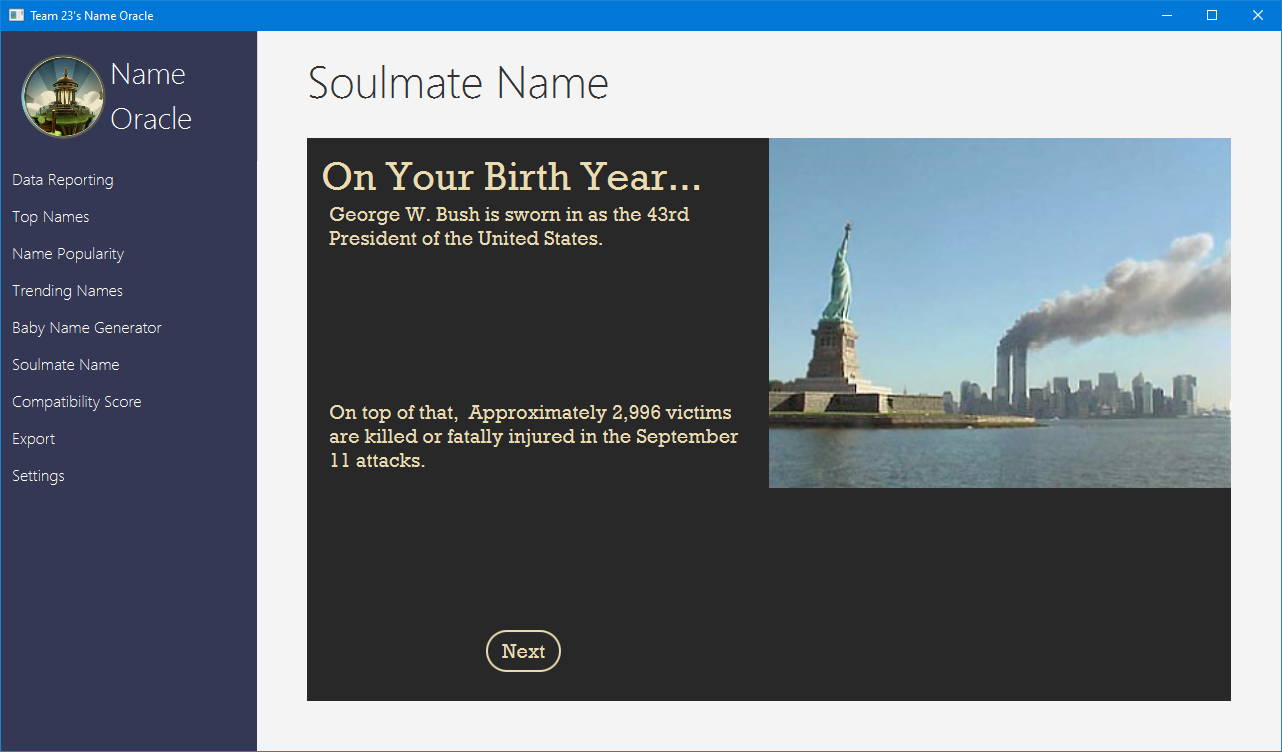 Team 23's Name Oracle
Name
Oracle
Data Reporting
Top Names
Name Popularity
Trending Names
Baby Name Generator
Soulmate Name
Compatibility Score
Export
Settings
Soulmate Name
On Your Birth Year...
George W. Bush is sworn in as the 43rd
President of the United States.
On top of that,  Approximately 2,996 victims
are killed or fatally injured in the September
11 attacks.
Next